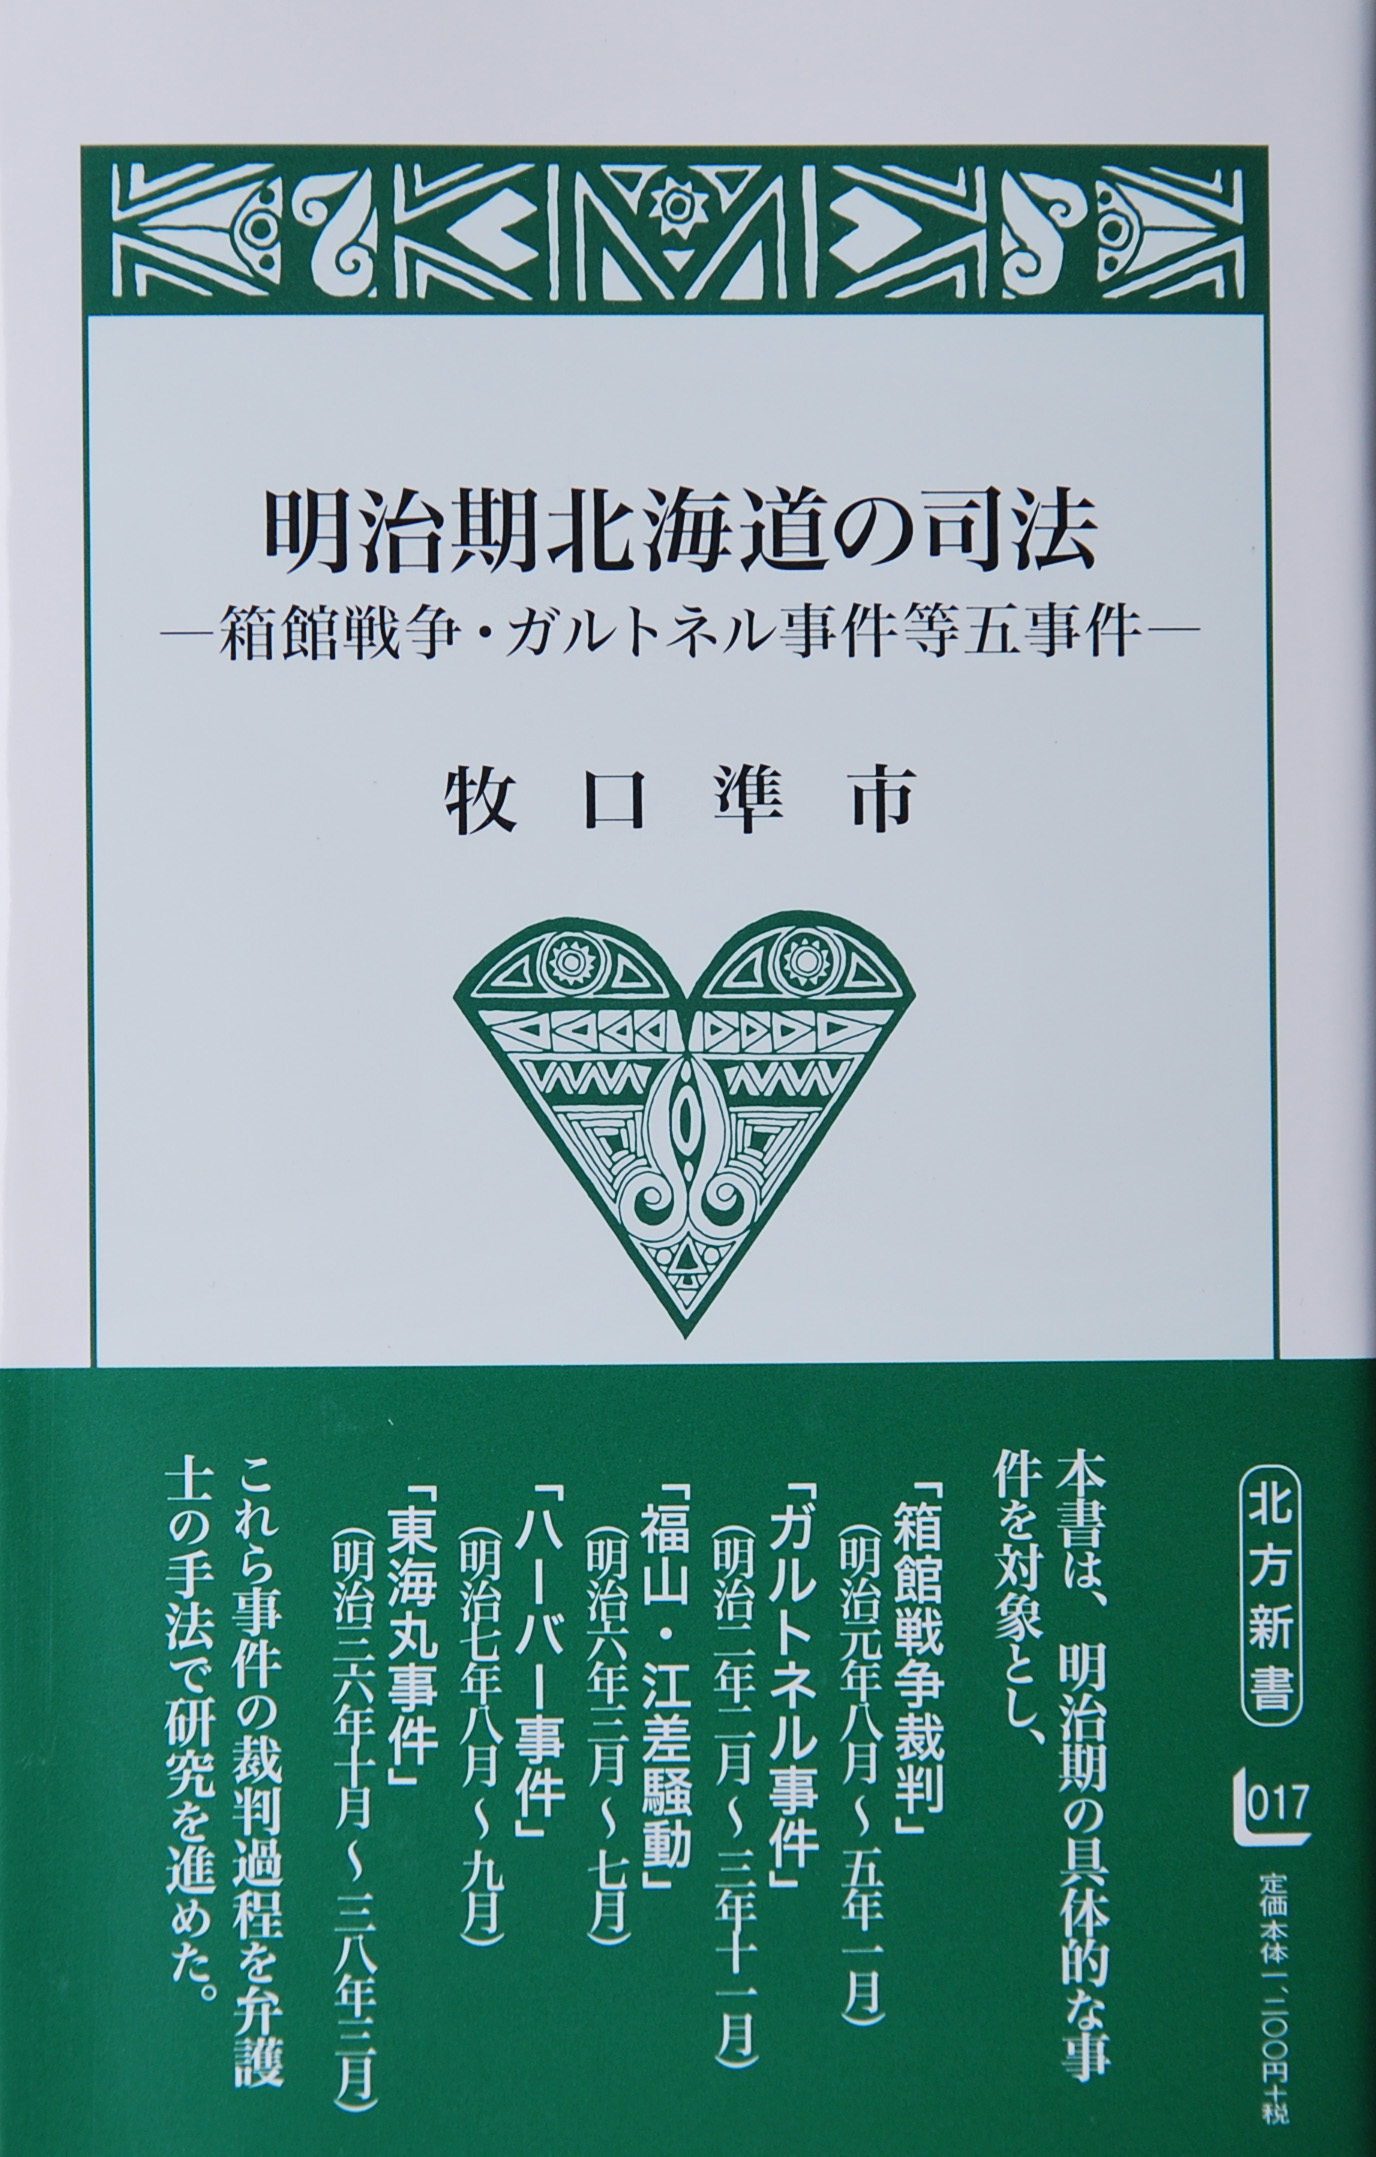 明治期北海道の司法
―箱館戦争・ガルトネル事件等五事件―
牧口準市
北方新書
017
定価本体一、二〇〇円+税
本書は、明治期の具体的な事
件を対象とし、
「箱館戦争裁判」
(明治元年八月～五年一月)
「ガルトネル事件」
(明治二年二月～三年十一月)
「福山・江差騒動」
(明治六年三月～七月)
「ハーバー事件」
(明治七年八月～九月)
「東海丸事件」
(明治三六年十月～三八年三月)
これら事件の裁判過程を弁護
士の手法で研究を進めた。